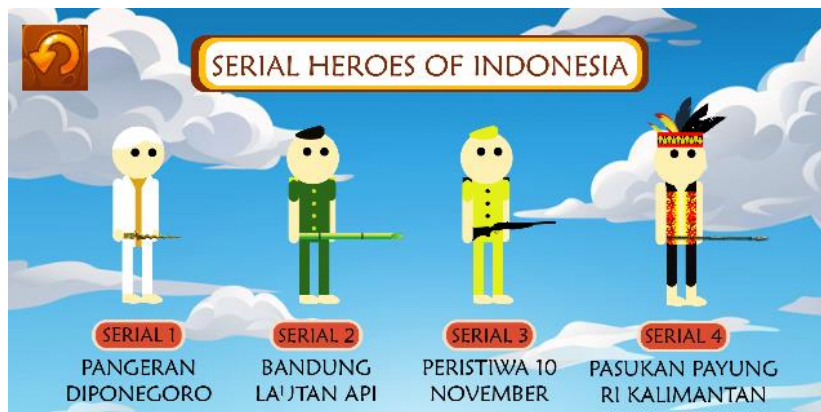 SERIAL HEROES OF INDONESIA
SERIAL 1
PANGERAN
DIPONEGORO
SERIAL 2
BANDUNG
LAUTAN API
SERIAL 3
PERISTIWA 10
NOVEMBER
SERIAL 4
PASUKAN PAYUNG
RI KALIMANTAN